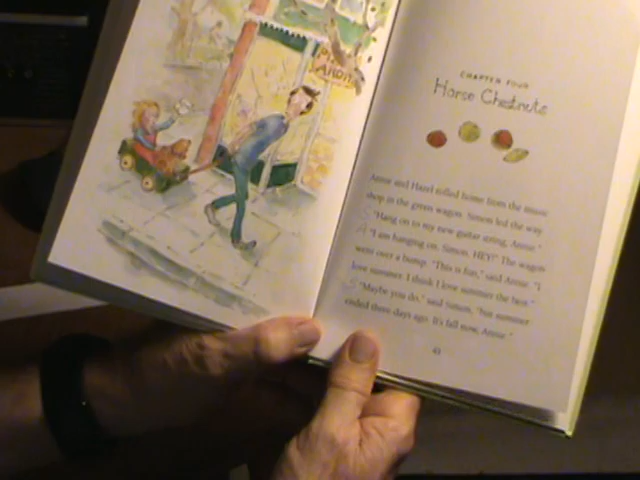 CHAPTER FOUR
Horse Chestnuts
Annie and Hazel rolled home from the music
shop in the green wagon. Simon led the way.
"Hang on to my new guitar string, Annie."
"I am hanging on, Simon. HEY!" The wagon
went over a bump. "This is fun," said Annie. "I
love summer. I think I love summer the best."
"Maybe you do," said Simon, "but summer
ended three days ago. It's fall now, Annie."